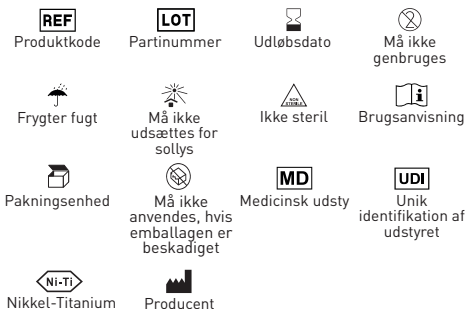 REF LOT
Produktkode Partinummer Udløbsdato Må ikke
genbruges
2
NON
STERILE
i
Frygter fugt Må ikke
udsættes for
sollys
Ikke steril Brugsanvisning
MD UDI
Pakningsenhed Må ikke
anvendes, hvis
emballagen er
beskadiget
Medicinsk udsty Unik
identifikation af
udstyret
Ni-Ti
Nikkel-Titanium Producent